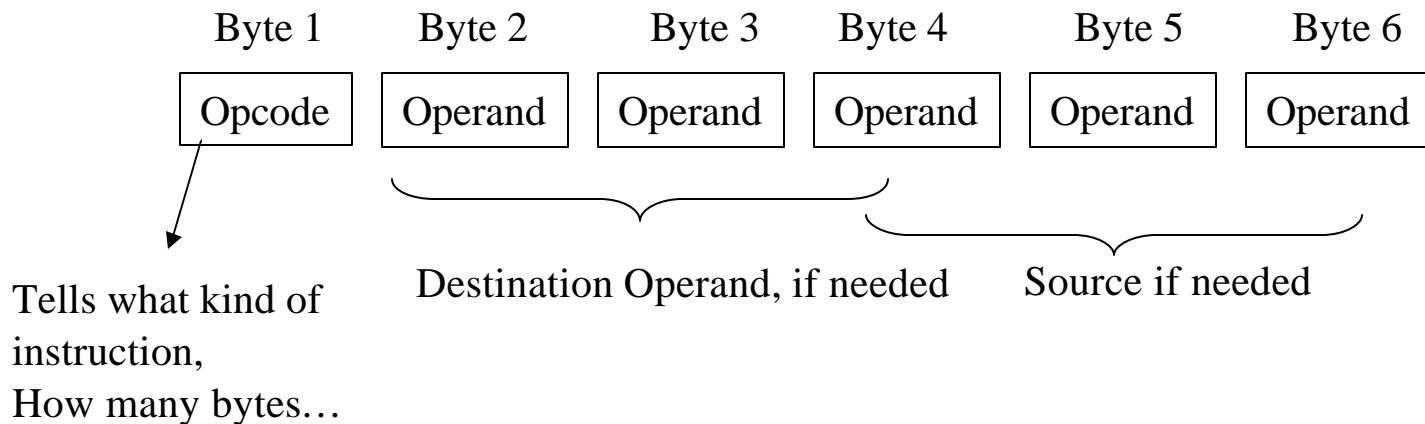 Byte 1 Byte 2 Byte 3 Byte 4 Byte 5 Byte 6
Opcode Operand Operand Operand Operand Operand
Destination Operand, if needed Source if needed
Tells what kind of
instruction,
How many bytes…